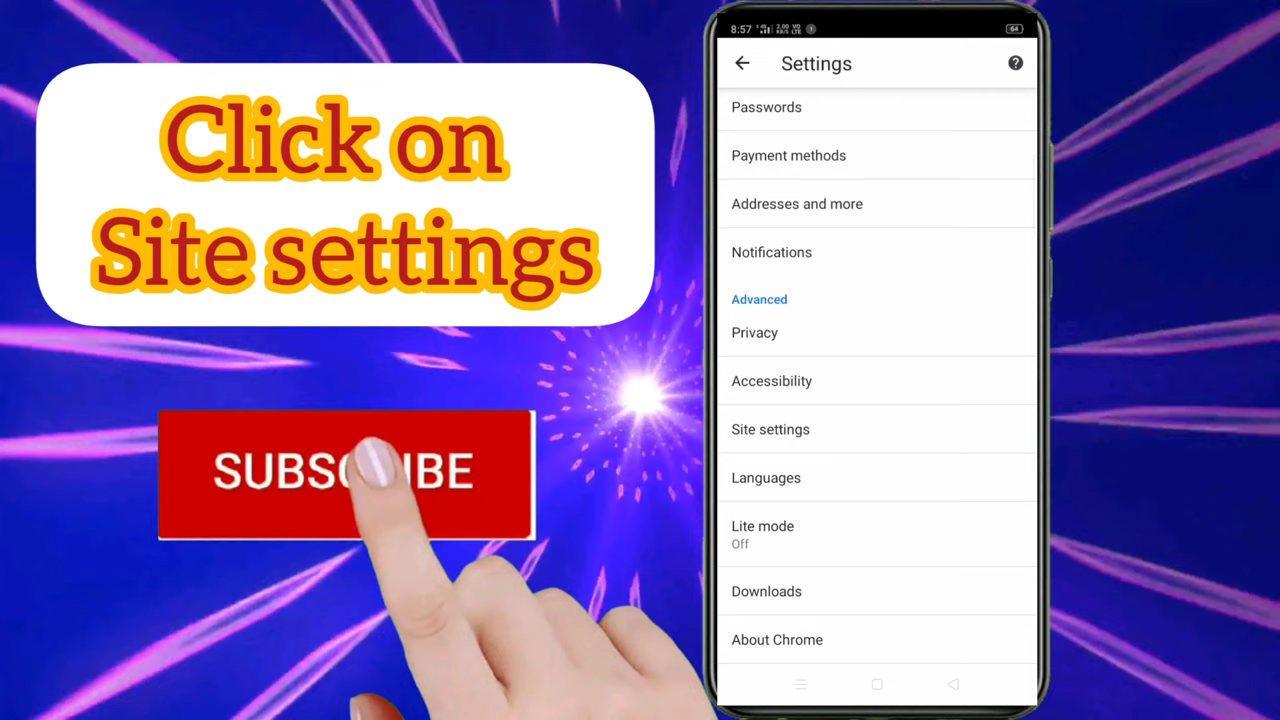 Click on
Site settings
SUBSCRIBE
8:57
64
Settings
Passwords
Payment methods
Addresses and more
Notifications
Advanced
Privacy
Accessibility
Site settings
Languages
Lite mode
Off
Downloads
About Chrome